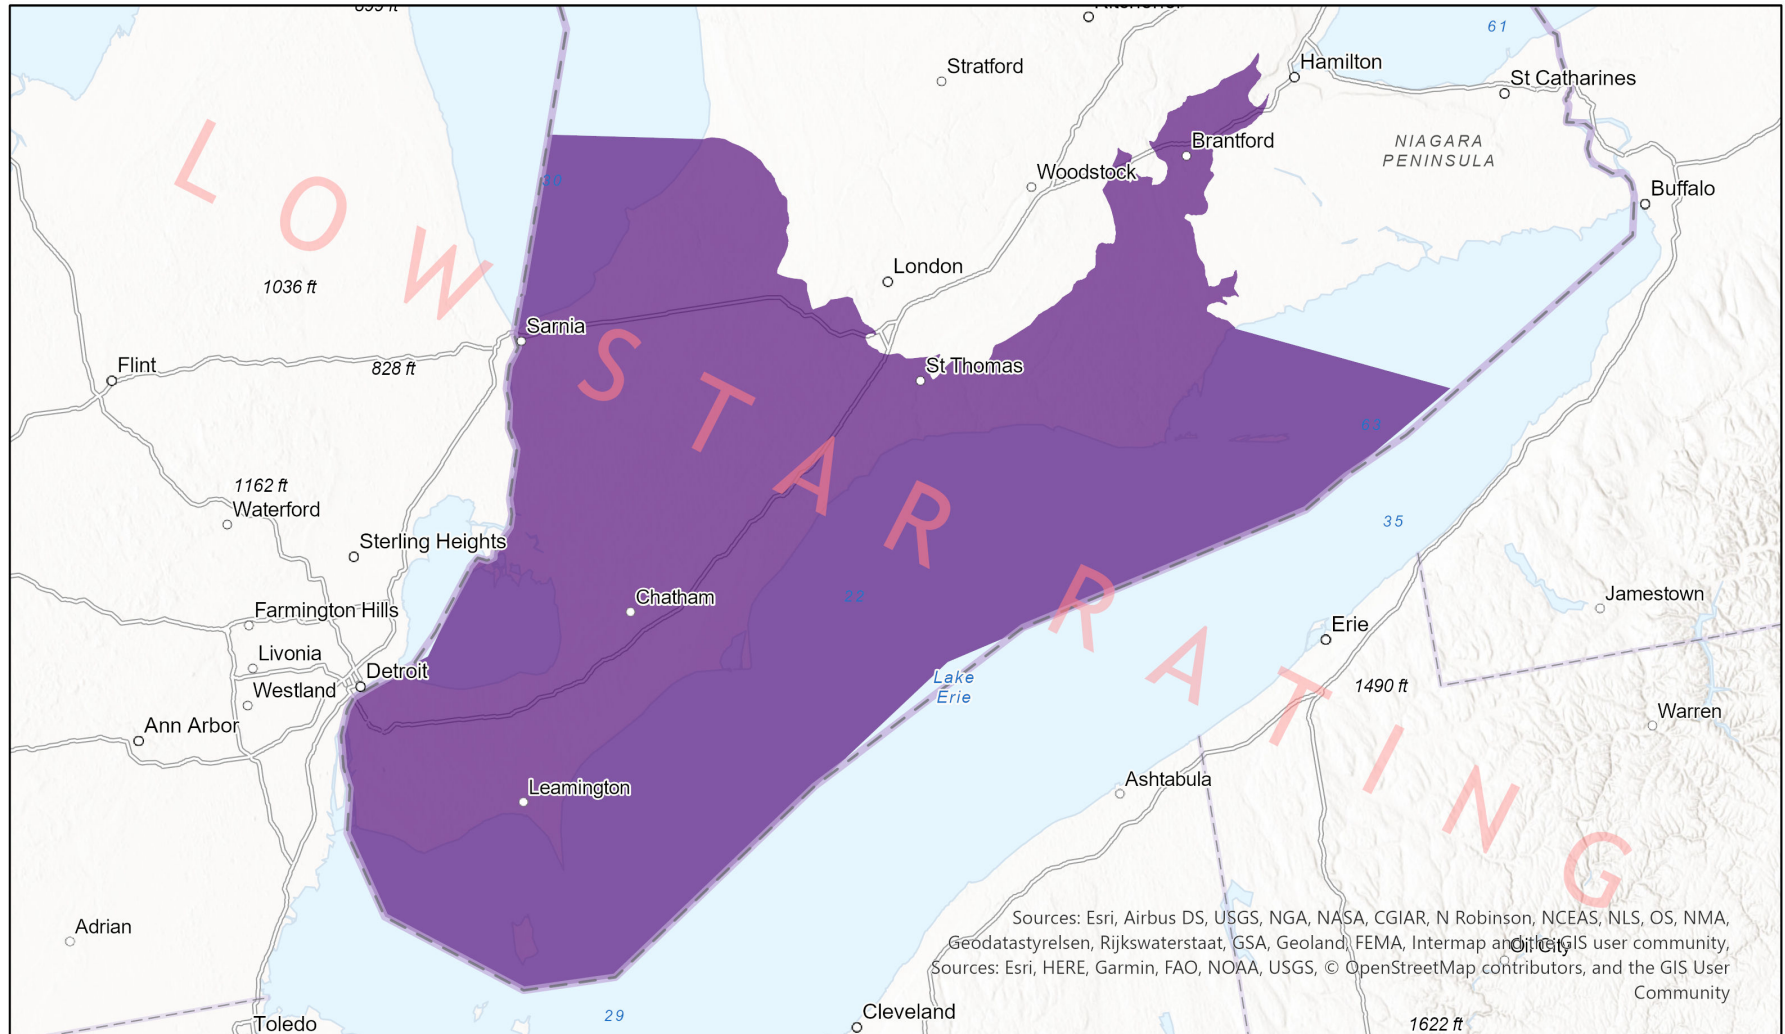 61
Hamilton
Stratford
St Catharines
NIAGARA
PENINSULA
Brantford
Woodstock
30
Buffalo
London
1036 ft
Sarnia
Flint
828 ft
St Thomas
63
1162 ft
Waterford
35
Sterling Heights
Chatham
22
Jamestown
Farmington Hills
Erie
Livonia
Detroit
Lake
Erie
1490 ft
Westland
Warren
Ann Arbor
Ashtabula
Leamington
LOW STAR RATING
Adrian
Sources: Esri, Airbus DS, USGS, NGA, NASA, CGIAR, N Robinson, NCEAS, NLS, OS, NMA,
Geodatastyrelsen, Rijkswaterstaat, GSA, Geoland, FEMA, Intermap and the GIS user community,
Oil City
Sources: Esri, HERE, Garmin, FAO, NOAA, USGS, © OpenStreetMap contributors, and the GIS User
Community
29
Cleveland
Toledo
1622 ft